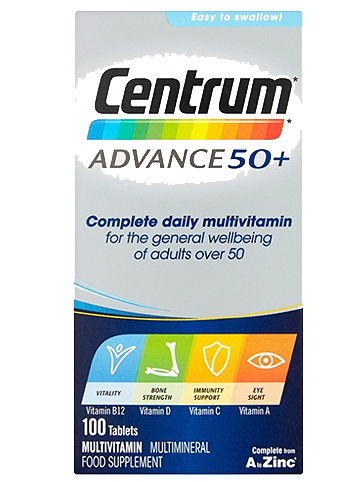 Easy to swallow!
Centrum*
ADVANCE 50+*
Complete daily multivitamin
for the general wellbeing
of adults over 50
VITALITY
BONE
STRENGTH
IMMUNITY
SUPPORT
EYE
SIGHT
Vitamin B12 Vitamin D Vitamin C Vitamin A
100 Tablets
MULTIVITAMIN MULTIMINERAL
FOOD SUPPLEMENT
Complete from
A to Zinc*